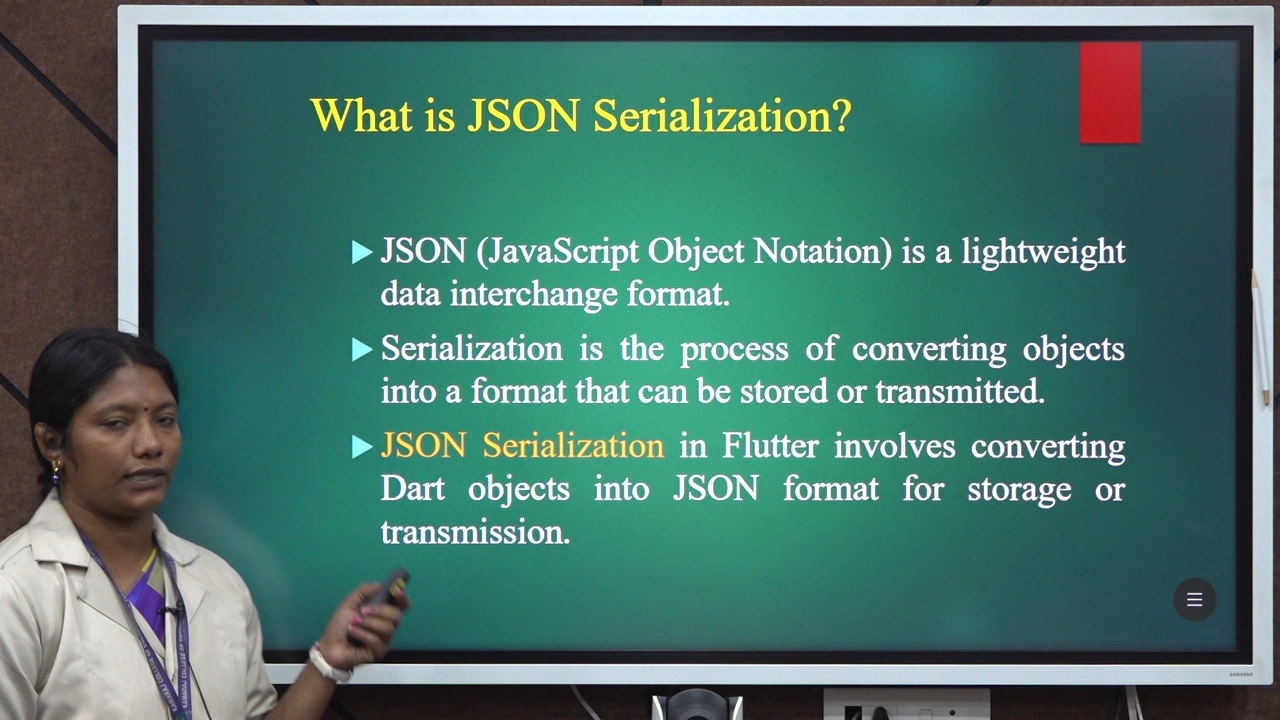 What is JSON Serialization?
JSON (JavaScript Object Notation) is a lightweight
data interchange format.
Serialization is the process of converting objects
into a format that can be stored or transmitted.
JSON Serialization in Flutter involves converting
Dart objects into JSON format for storage or
transmission.
SAMSUNG